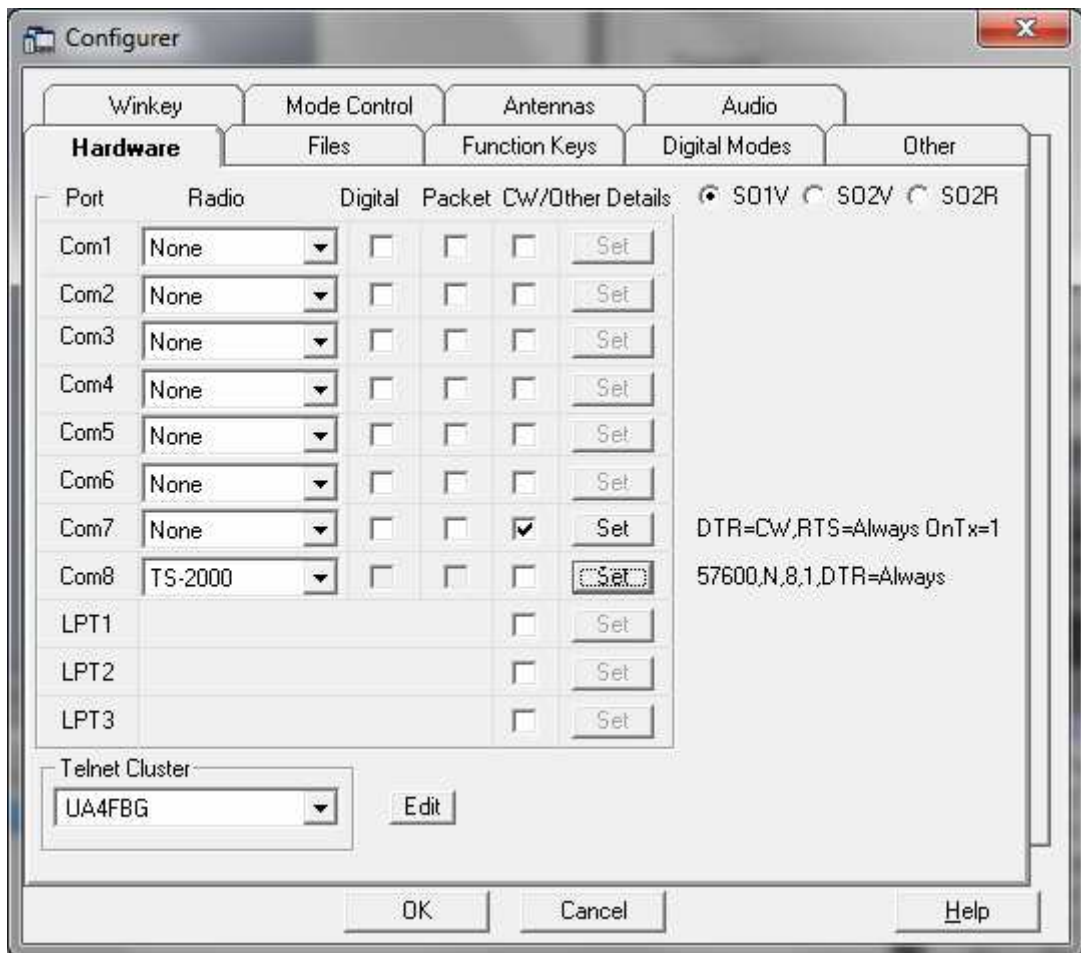 Configurer
Winkey Mode Control Antennas Audio
Hardware Files Function Keys Digital Modes Other
Port Radio Digital Packet CW/Other Details SO1V SO2V SO2R
Com1 None Set
Com2 None Set
Com3 None Set
Com4 None Set
Com5 None Set
Com6 None Set
Com7 None Set DTR=CW,RTS=Always OnTx=1
Com8 TS-2000 Set 57600,N,8,1,DTR=Always
LPT1 Set
LPT2 Set
LPT3 Set
Telnet Cluster
UA4FBG Edit
OK Cancel Help